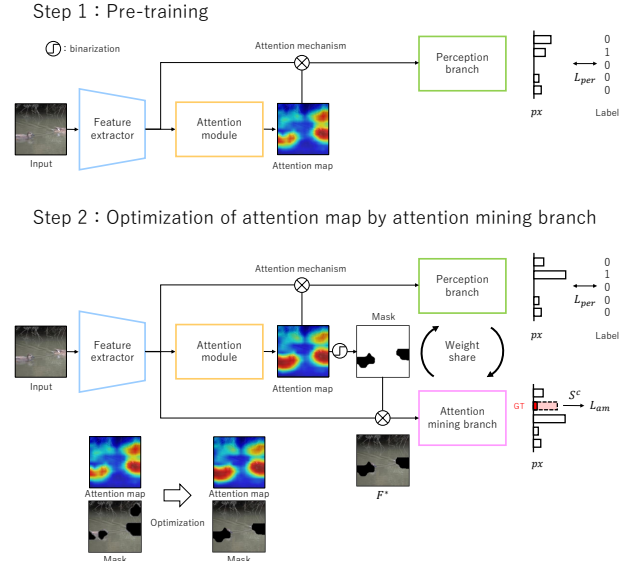 Step 1：Pre-training
：binarization
Attention mechanism
Feature
extractor
Attention
module
Perception
branch
Input
Attention map
0
1
0
0
0
L_per
px
Label
Step 2：Optimization of attention map by attention mining branch
Attention mechanism
Feature
extractor
Attention
module
Perception
branch
Mask
Input
Attention map
Weight
share
0
1
0
0
0
L_per
px
Label
Attention
mining branch
GT
S^c
L_am
px
F*
Attention map
Mask
Optimization
Attention map
Mask